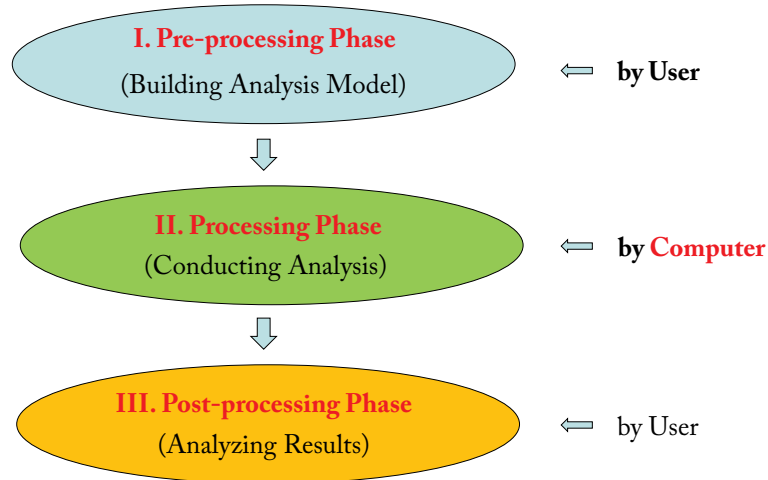 I. Pre-processing Phase
(Building Analysis Model)
by User
II. Processing Phase
(Conducting Analysis)
by Computer
III. Post-processing Phase
(Analyzing Results)
by User